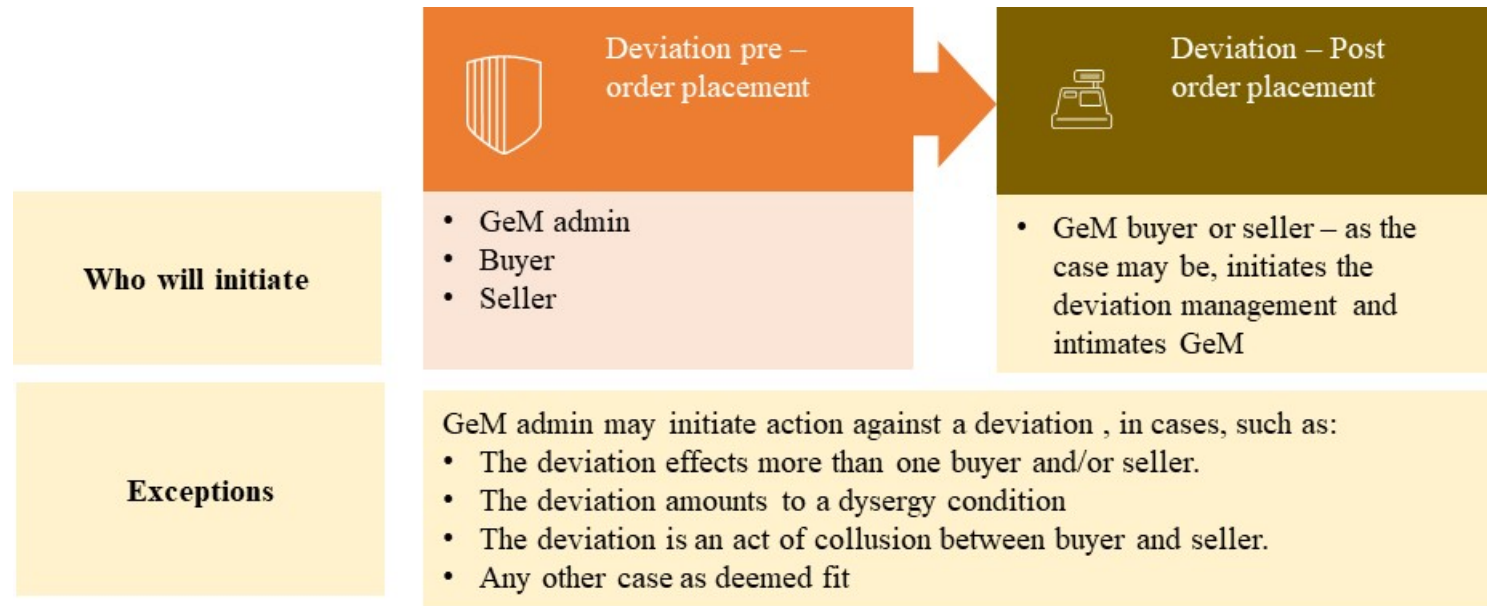 Deviation pre –
order placement
Deviation – Post
order placement
Who will initiate
• GeM admin
• Buyer
• Seller
• GeM buyer or seller – as the
case may be, initiates the
deviation management and
intimates GeM
Exceptions
GeM admin may initiate action against a deviation , in cases, such as:
• The deviation effects more than one buyer and/or seller.
• The deviation amounts to a dysergy condition
• The deviation is an act of collusion between buyer and seller.
• Any other case as deemed fit